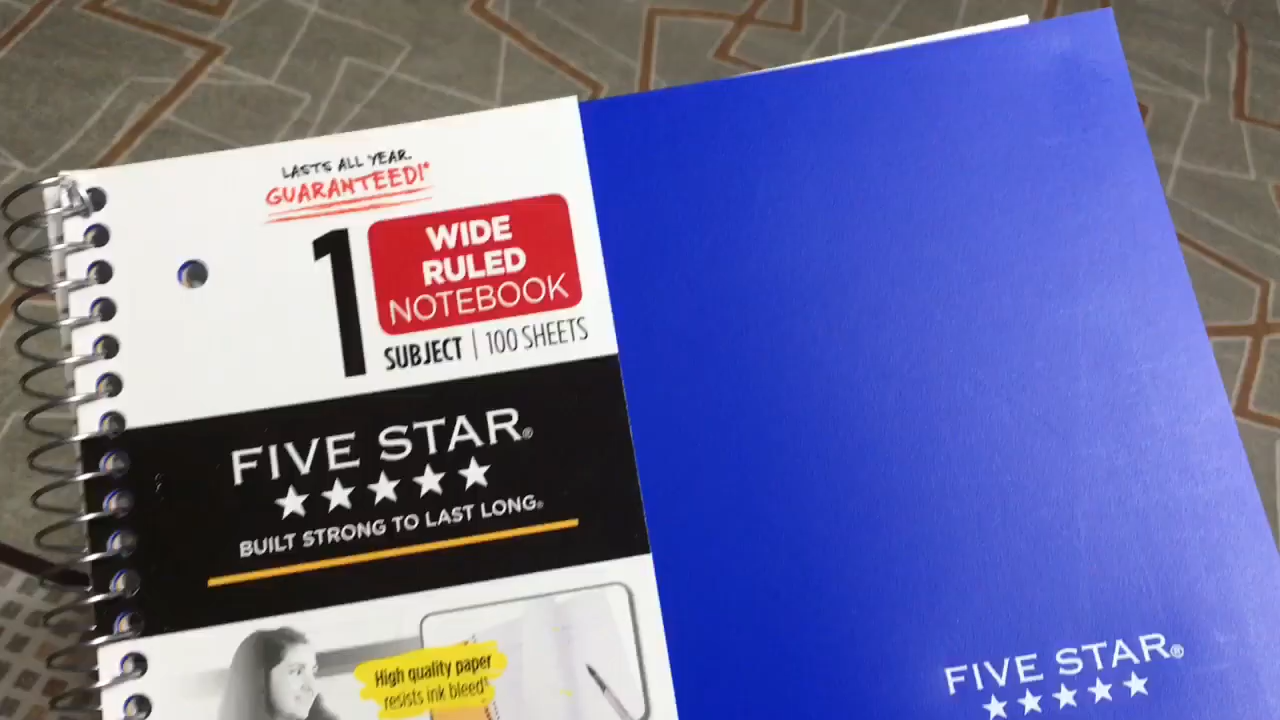 LASTS ALL YEAR.
GUARANTEED!*
1
WIDE
RULED
NOTEBOOK
SUBJECT | 100 SHEETS
FIVE STAR®
BUILT STRONG TO LAST LONG®
High quality paper
resists ink bleed†
FIVE STAR®